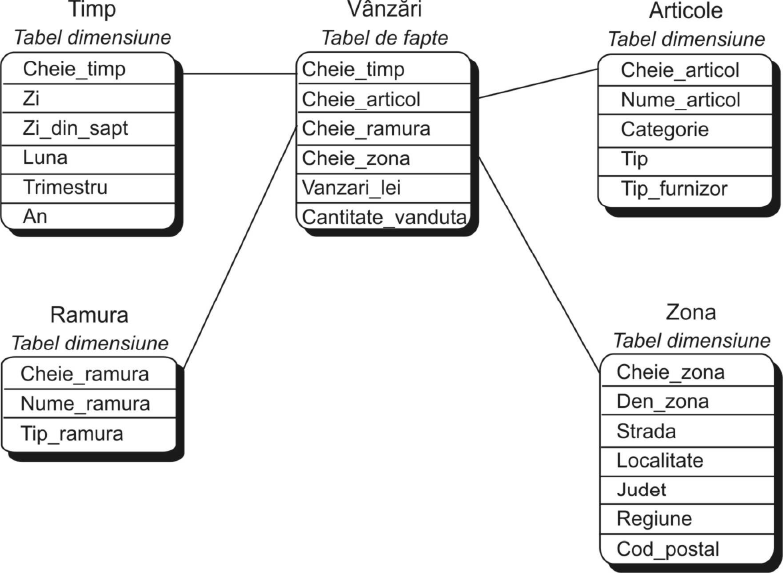 Timp
Tabel dimensiune
Cheie_timp
Zi
Zi_din_sapt
Luna
Trimestru
An
Vânzări
Tabel de fapte
Cheie_timp
Cheie_articol
Cheie_ramura
Cheie_zona
Vanzari_lei
Cantitate_vanduta
Articole
Tabel dimensiune
Cheie_articol
Nume_articol
Categorie
Tip
Tip_furnizor
Ramura
Tabel dimensiune
Cheie_ramura
Nume_ramura
Tip_ramura
Zona
Tabel dimensiune
Cheie_zona
Den_zona
Strada
Localitate
Judet
Regiune
Cod_postal